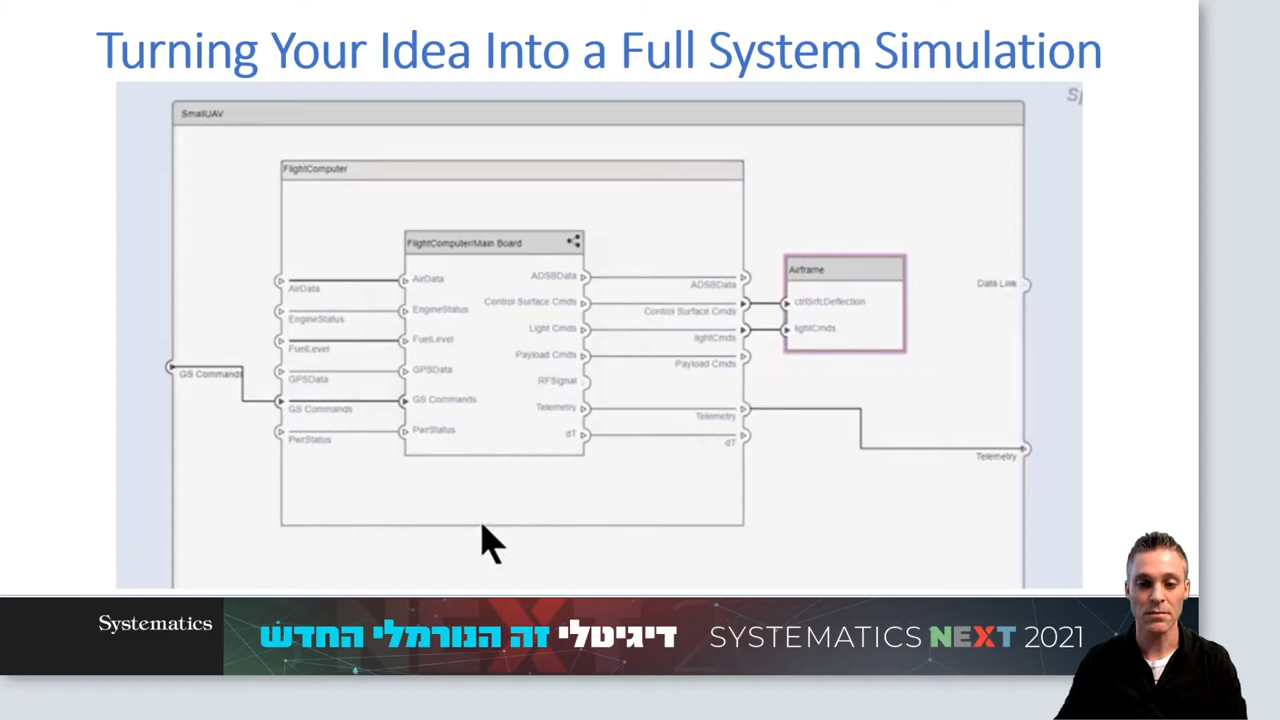 Turning Your Idea Into a Full System Simulation
SmallUAV
FlightComputer
FlightComputer/Main Board
AirData
EngineStatus
FuelLevel
GPSData
GS Commands
GS Commands
PwrStatus
AirData
EngineStatus
FuelLevel
GPSData
GS Commands
PwrStatus
ADSBData
Control Surface Cmds
Light Cmds
Payload Cmds
RFSignal
Telemetry
dT
ADSBData
Control Surface Cmds
lightCmds
Payload Cmds
Telemetry
dT
Airframe
ctrlSrfcDeflection
lightCmds
Data Link
Telemetry
Systematics
דיגיטלי זה הנורמלי החדש
SYSTEMATICS NEXT 2021